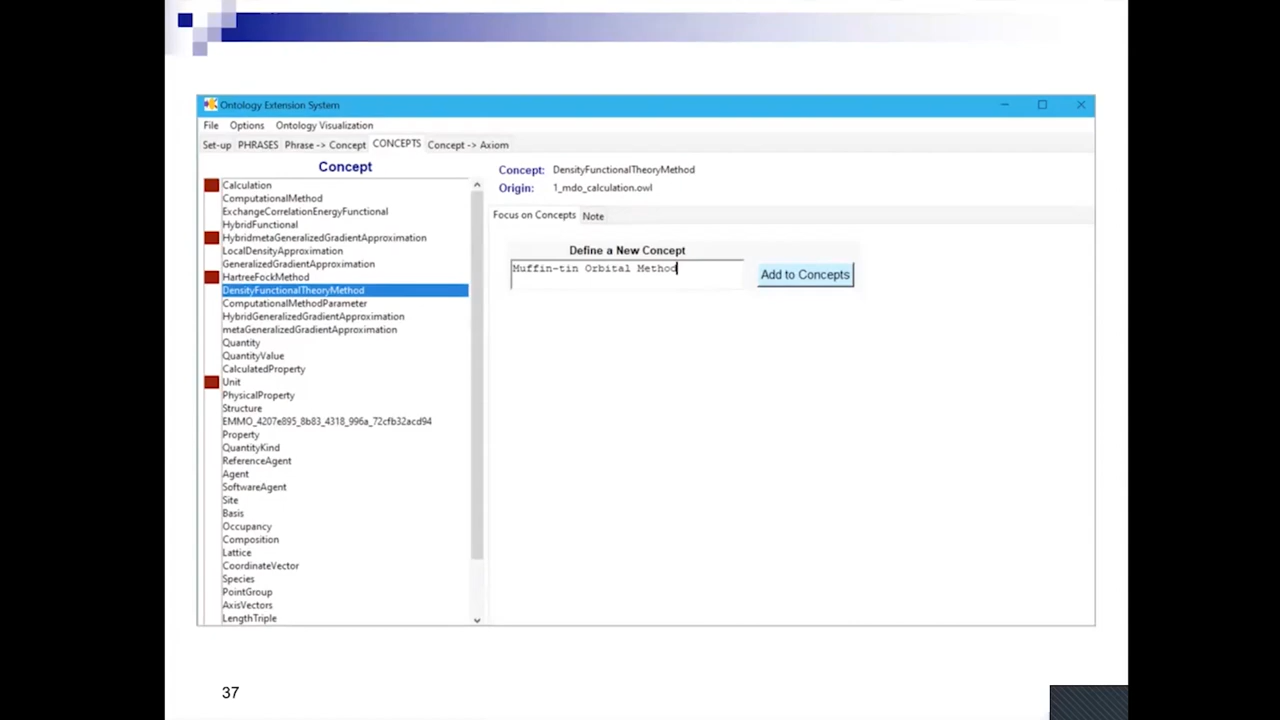 Ontology Extension System
File Options Ontology Visualization
Set-up PHRASES Phrase -> Concept CONCEPTS Concept -> Axiom
Concept
Calculation
ComputationalMethod
ExchangeCorrelationEnergyFunctional
HybridFunctional
HybridmetaGeneralizedGradientApproximation
LocalDensityApproximation
GeneralizedGradientApproximation
HartreeFockMethod
DensityFunctionalTheoryMethod
ComputationalMethodParameter
HybridGeneralizedGradientApproximation
metaGeneralizedGradientApproximation
Quantity
QuantityValue
CalculatedProperty
Unit
PhysicalProperty
Structure
EMMO_4207e895_8b83_4318_996a_72cfb32acd94
Property
QuantityKind
ReferenceAgent
Agent
SoftwareAgent
Site
Basis
Occupancy
Composition
Lattice
CoordinateVector
Species
PointGroup
AxisVectors
LengthTriple
Concept: DensityFunctionalTheoryMethod
Origin: 1_mdo_calculation.owl
Focus on Concepts Note
Define a New Concept
Muffin-tin Orbital Method
Add to Concepts
37